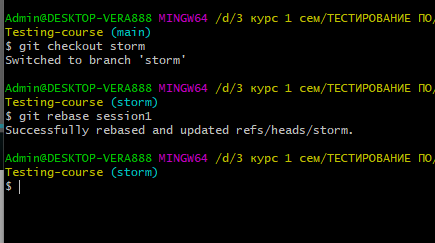 Admin@DESKTOP-VERA888 MINGW64 /d/3 курс 1 сем/ТЕСТИРОВАНИЕ ПО/
Testing-course (main)
$ git checkout storm
Switched to branch 'storm'
Admin@DESKTOP-VERA888 MINGW64 /d/3 курс 1 сем/ТЕСТИРОВАНИЕ ПО/
Testing-course (storm)
$ git rebase session1
Successfully rebased and updated refs/heads/storm.
Admin@DESKTOP-VERA888 MINGW64 /d/3 курс 1 сем/ТЕСТИРОВАНИЕ ПО/
Testing-course (storm)
$